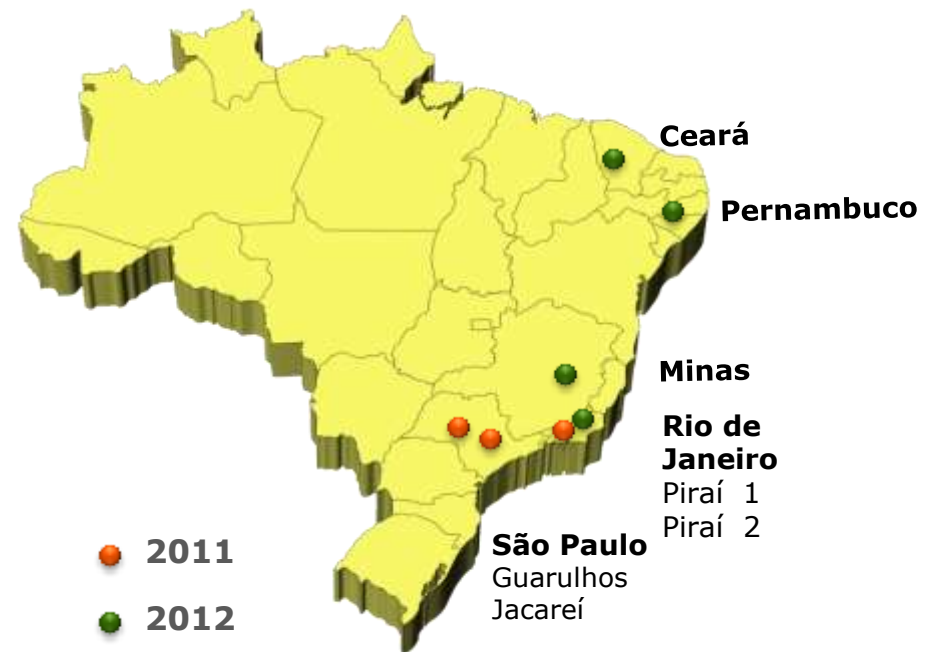 Ceará
Pernambuco
Minas
Rio de
Janeiro
Piraí 1
Piraí 2
São Paulo
Guarulhos
Jacareí
2011
2012